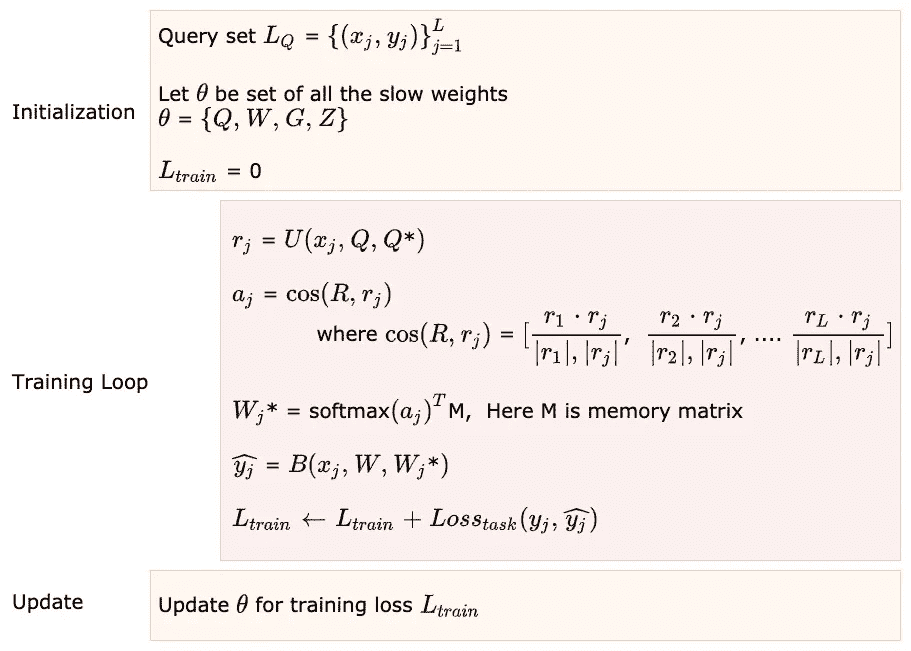 Initialization
Query set $L_Q = \{(x_j, y_j)\}_{j=1}^{L}$
Let $\theta$ be set of all the slow weights
$\theta = \{Q, W, G, Z\}$
$L_{train} = 0$
Training Loop
$r_j = U(x_j, Q, Q*)$
$a_j = \cos(R, r_j)$
where $\cos(R, r_j) = [\frac{r_1 \cdot r_j}{|r_1|, |r_j|}, \frac{r_2 \cdot r_j}{|r_2|, |r_j|}, .... \frac{r_L \cdot r_j}{|r_L|, |r_j|}]$
$W_j* = \text{softmax}(a_j)^T$ M, Here M is memory matrix
$\widehat{y_j} = B(x_j, W, W_j*)$
$L_{train} \leftarrow L_{train} + Loss_{task}(y_j, \widehat{y_j})$
Update
Update $\theta$ for training loss $L_{train}$